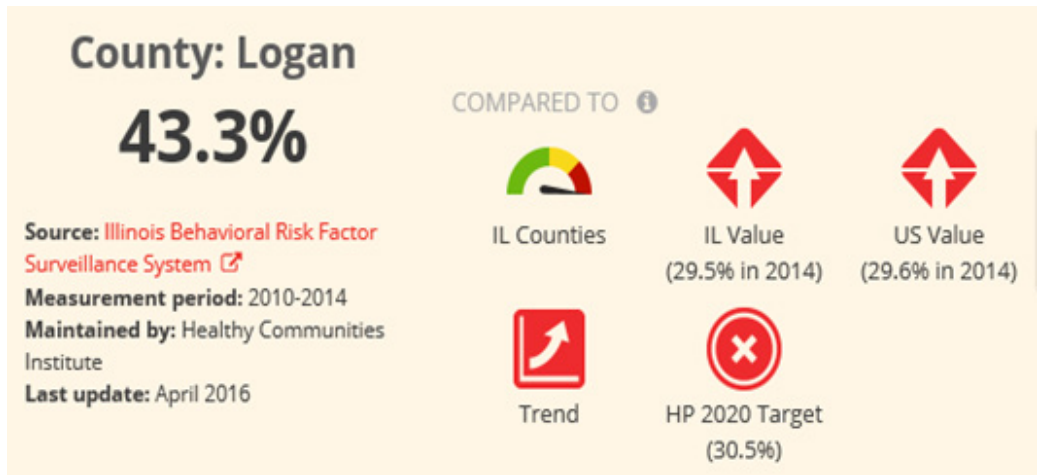 County: Logan
43.3%
Source: Illinois Behavioral Risk Factor
Surveillance System
Measurement period: 2010-2014
Maintained by: Healthy Communities
Institute
Last update: April 2016
COMPARED TO
IL Counties
IL Value
(29.5% in 2014)
US Value
(29.6% in 2014)
Trend
HP 2020 Target
(30.5%)